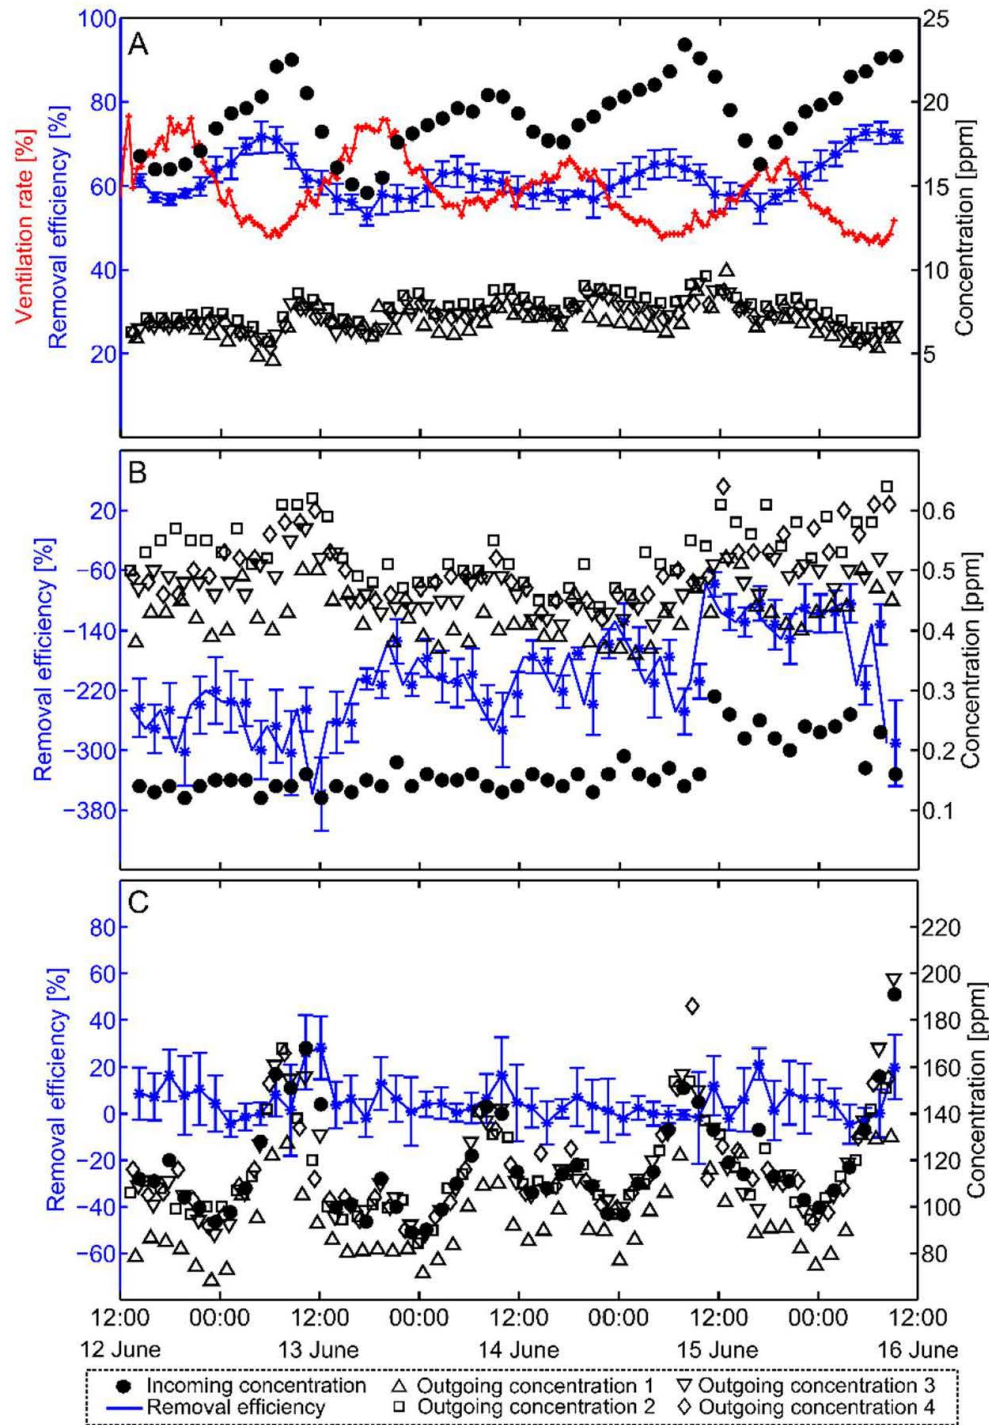 A
100
80
60
40
20
Ventilation rate [%]
Removal efficiency [%]
25
20
15
10
5
Concentration [ppm]
B
20
−60
−140
−220
−300
−380
Removal efficiency [%]
0.6
0.5
0.4
0.3
0.2
0.1
Concentration [ppm]
C
80
60
40
20
0
−20
−40
−60
Removal efficiency [%]
220
200
180
160
140
120
100
80
Concentration [ppm]
12:00 00:00 12:00 00:00 12:00 00:00 12:00 00:00 12:00
12 June 13 June 14 June 15 June 16 June
Incoming concentration Outgoing concentration 1 Outgoing concentration 3
Removal efficiency Outgoing concentration 2 Outgoing concentration 4